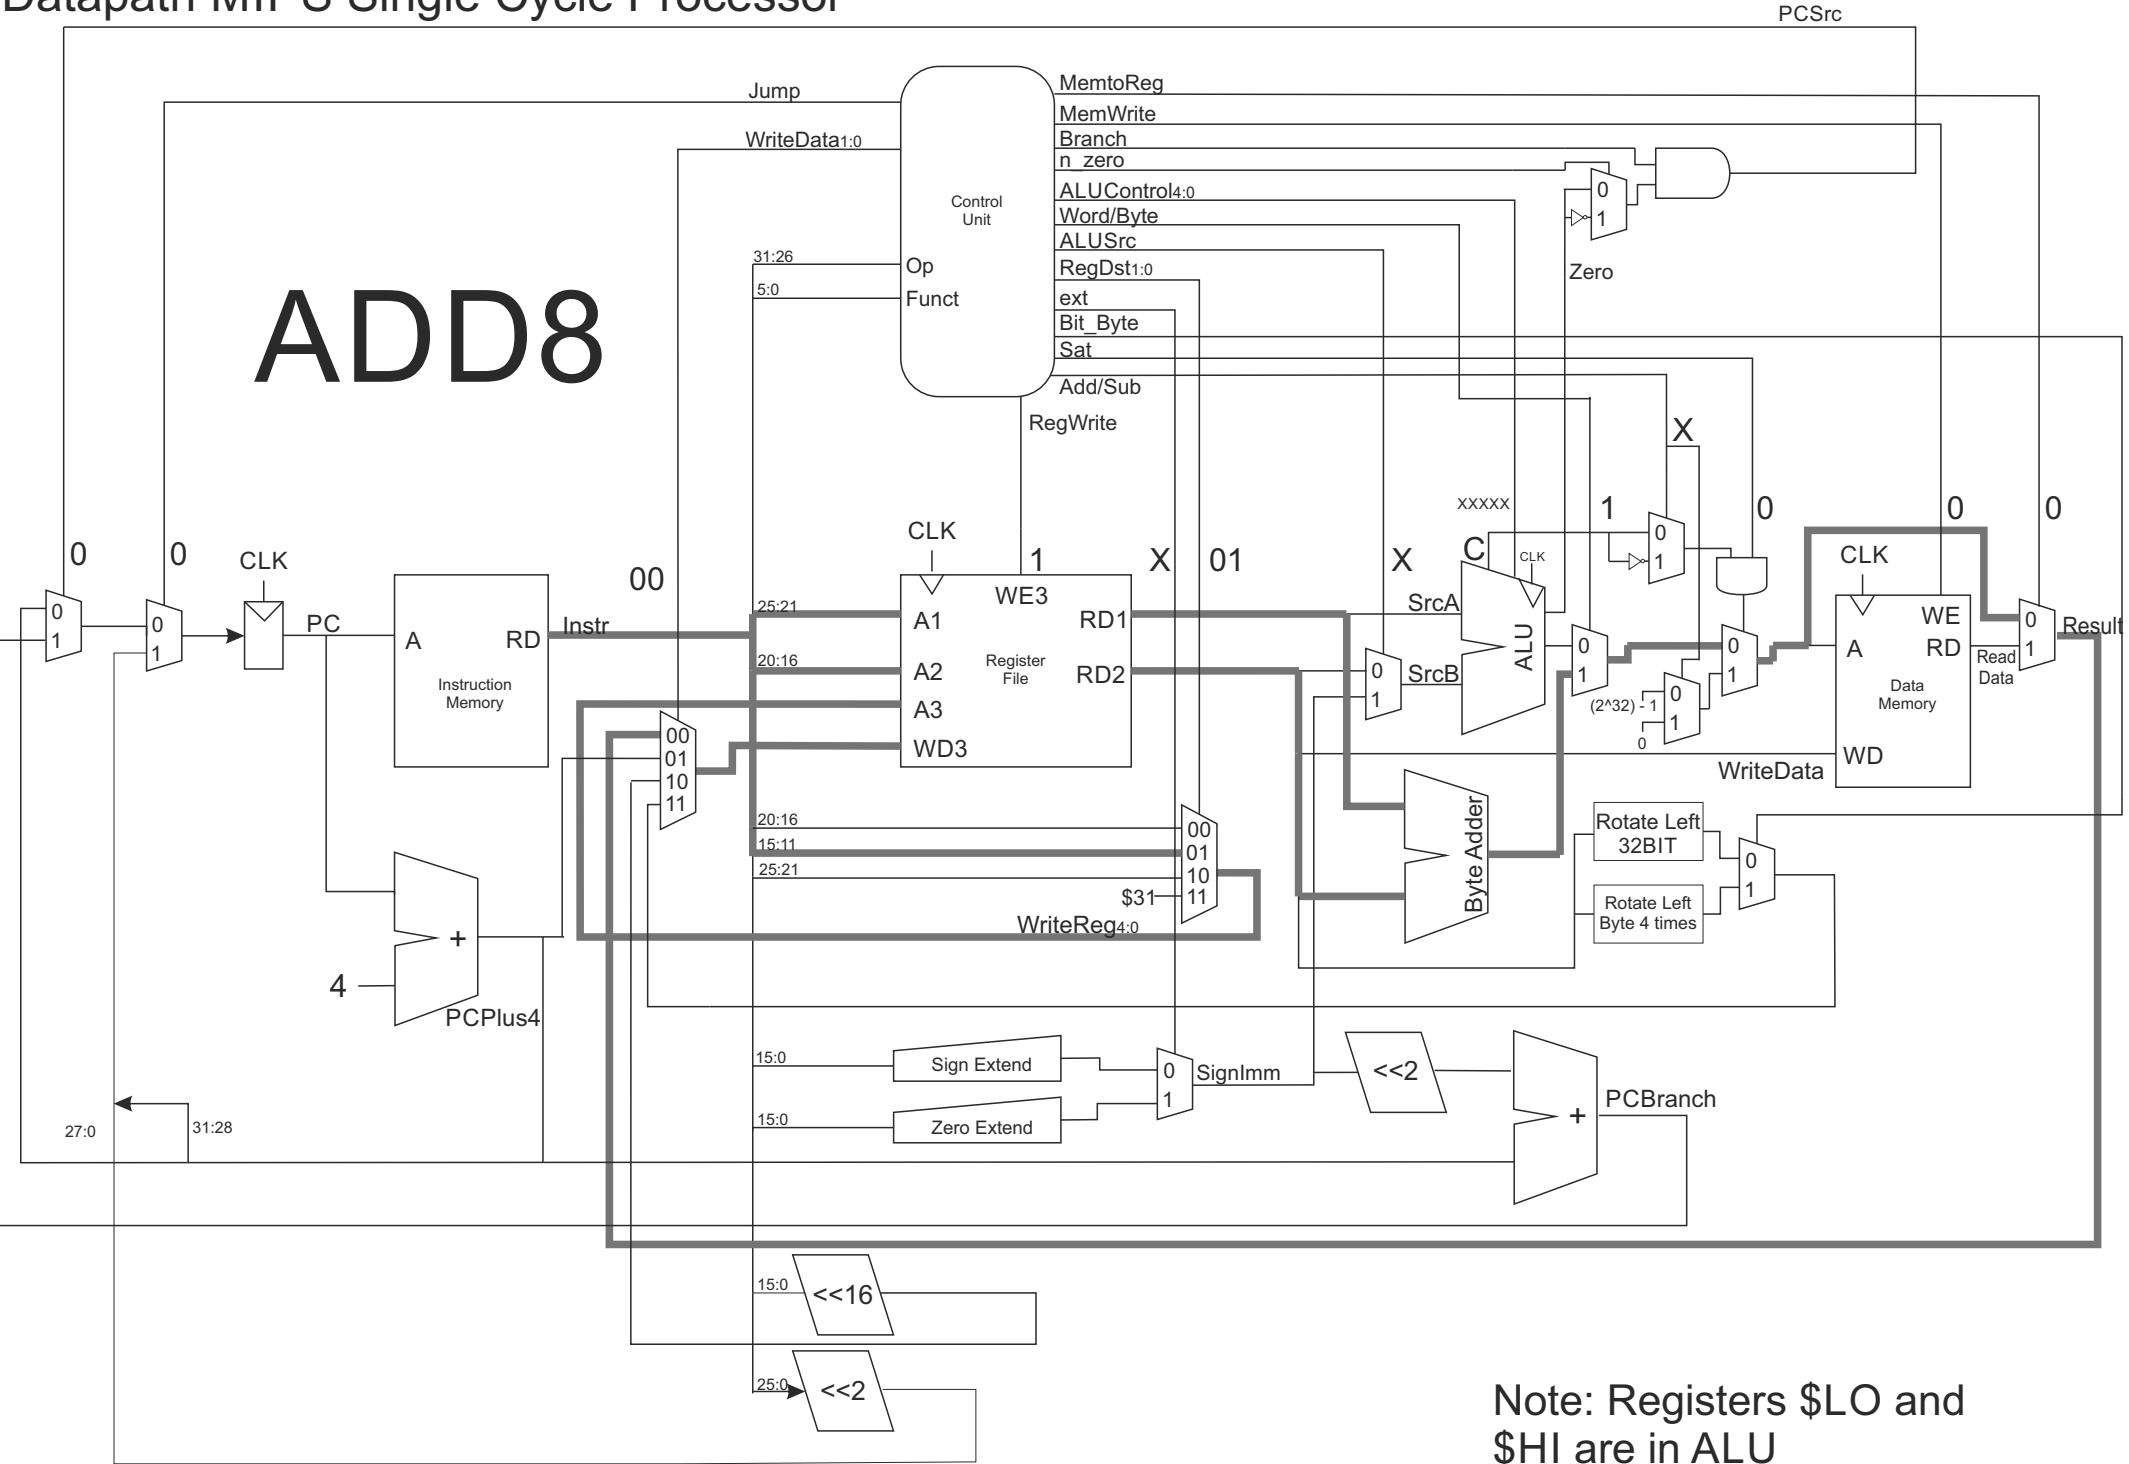 Datapath MIPS Single Cycle Processor
PCSrc
Jump
WriteData1:0
MemtoReg
MemWrite
Branch
n_zero
ALUControl4:0
Word/Byte
ALUSrc
RegDst1:0
ext
Bit_Byte
Sat
Add/Sub
RegWrite
Control
Unit
31:26
Op
5:0
Funct
0
1
Zero
ADD8
X
XXXXX
1
0
0
0
0
0
CLK
00
CLK
1
X
01
X
C
CLK
0
1
CLK
0
1
0
1
PC
A
RD
Instruction
Memory
Instr
25:21
A1
WE3
RD1
20:16
A2
Register
File
RD2
A3
WD3
SrcA
0
1
SrcB
ALU
0
1
0
1
(2^32) - 1
0
1
0
A
WE
RD
Data
Memory
WD
Read
Data
0
1
Result
WriteData
00
01
10
11
20:16
15:11
25:21
$31
00
01
10
11
WriteReg4:0
Byte Adder
Rotate Left
32BIT
Rotate Left
Byte 4 times
0
1
+
4
PCPlus4
15:0
Sign Extend
15:0
Zero Extend
0
1
SignImm
<<2
+
PCBranch
27:0
31:28
15:0
<<16
25:0
<<2
Note: Registers $LO and
$HI are in ALU